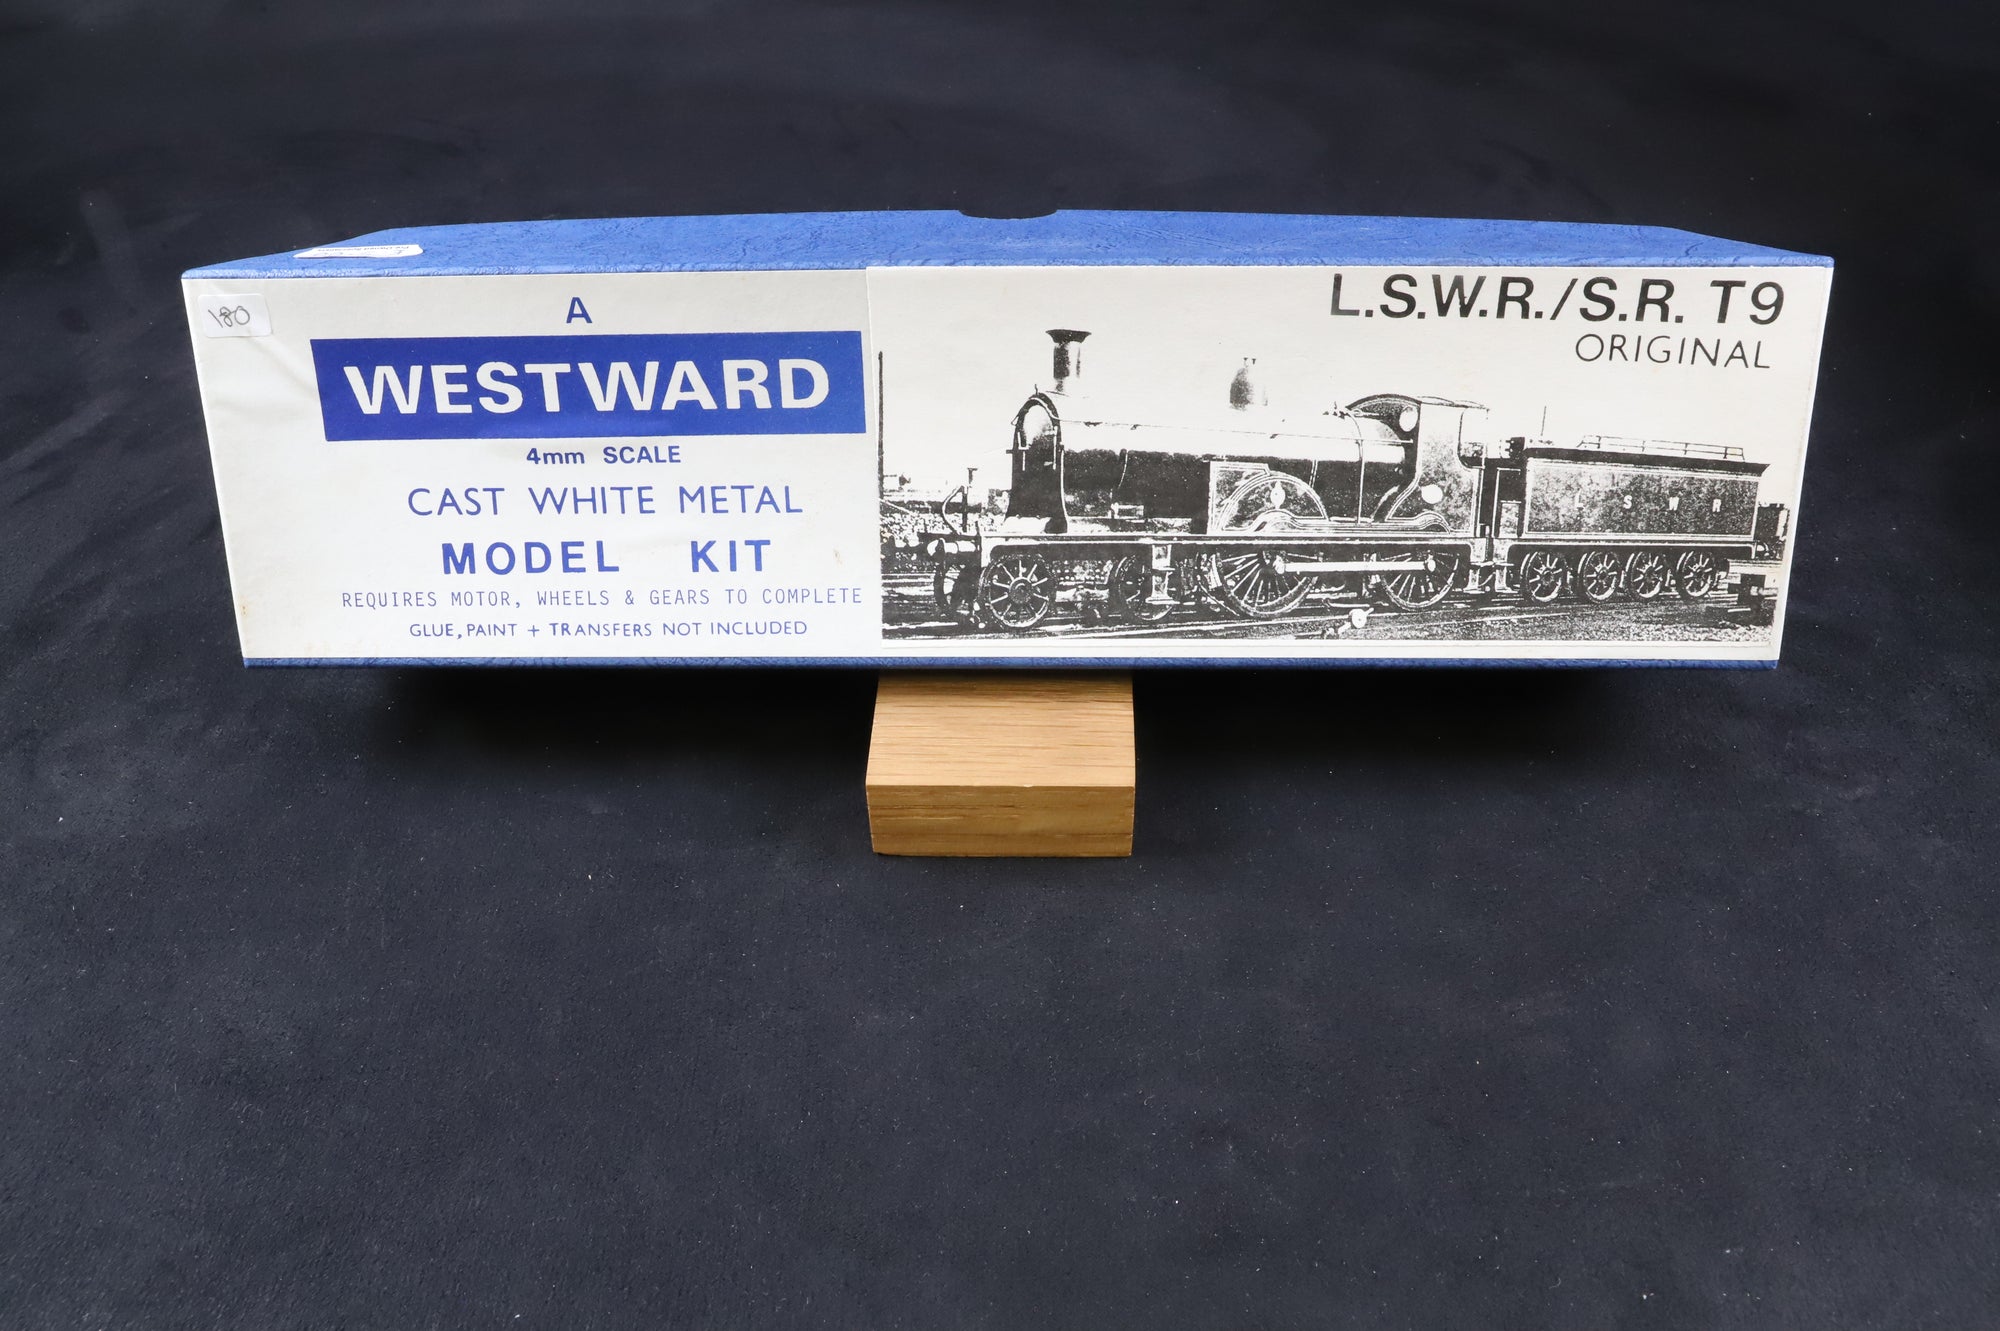 180
A
WESTWARD
4mm SCALE
CAST WHITE METAL
MODEL KIT
REQUIRES MOTOR, WHEELS & GEARS TO COMPLETE
GLUE, PAINT + TRANSFERS NOT INCLUDED
L.S.W.R./S.R. T9
ORIGINAL
L S W R